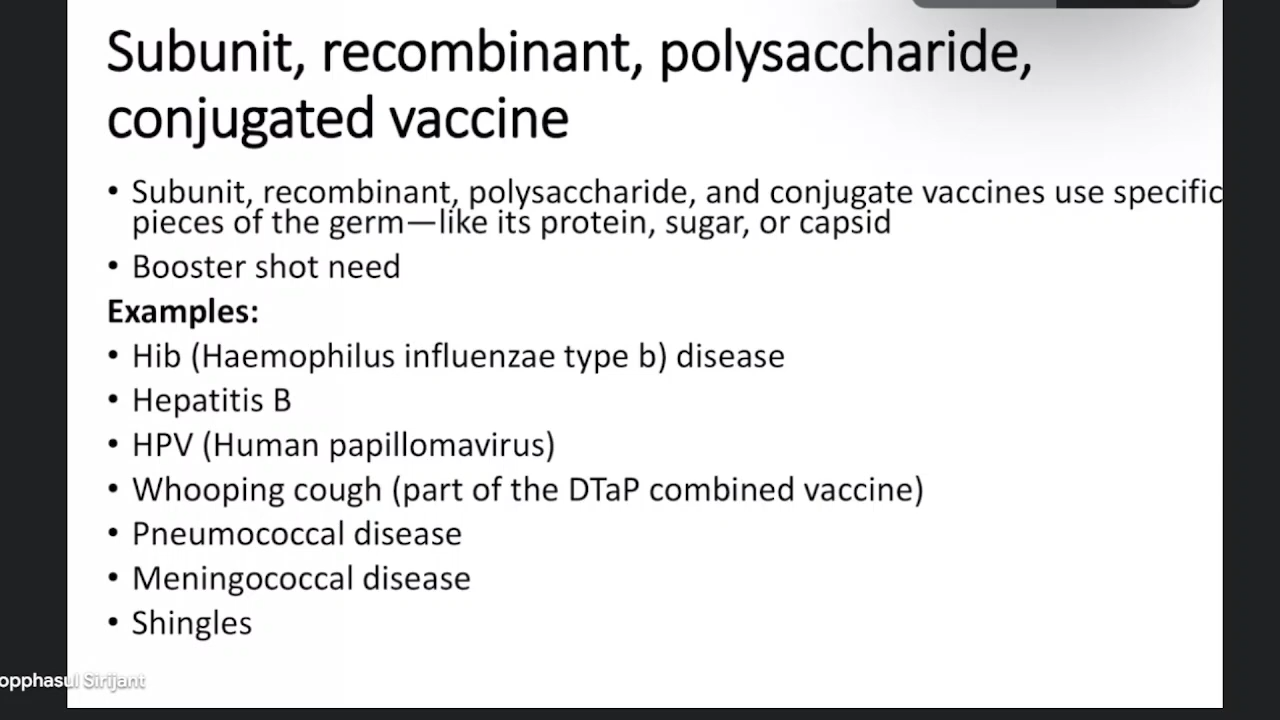 Subunit, recombinant, polysaccharide,
conjugated vaccine
• Subunit, recombinant, polysaccharide, and conjugate vaccines use specific
pieces of the germ—like its protein, sugar, or capsid
• Booster shot need
Examples:
• Hib (Haemophilus influenzae type b) disease
• Hepatitis B
• HPV (Human papillomavirus)
• Whooping cough (part of the DTaP combined vaccine)
• Pneumococcal disease
• Meningococcal disease
• Shingles
opphasul Sirijant